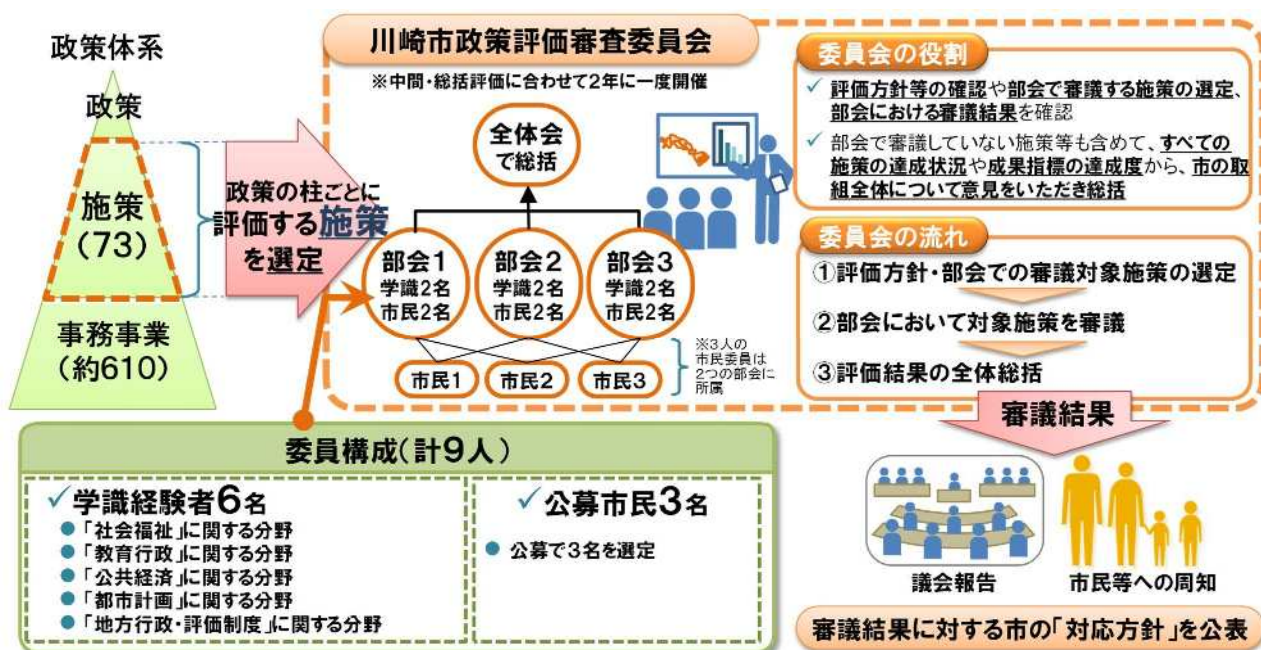 政策体系
政策
施策
(73)
事務事業
(約610)
政策の柱ごとに
評価する施策
を選定
川崎市政策評価審査委員会
※中間・総括評価に合わせて2年に一度開催
全体会
で総括
部会1
学識2名
市民2名
部会2
学識2名
市民2名
部会3
学識2名
市民2名
市民1
市民2
市民3
※3人の
市民委員は
2つの部会に
所属
委員会の役割
✓ 評価方針等の確認や部会で審議する施策の選定、
部会における審議結果を確認
✓ 部会で審議していない施策等も含めて、すべての
施策の達成状況や成果指標の達成度から、市の取
組全体について意見をいただき総括
委員会の流れ
①評価方針・部会での審議対象施策の選定
②部会において対象施策を審議
③評価結果の全体総括
審議結果
委員構成(計9人)
✓学識経験者6名
●「社会福祉」に関する分野
●「教育行政」に関する分野
●「公共経済」に関する分野
●「都市計画」に関する分野
●「地方行政・評価制度」に関する分野
✓公募市民3名
● 公募で3名を選定
議会報告
市民等への周知
審議結果に対する市の「対応方針」を公表